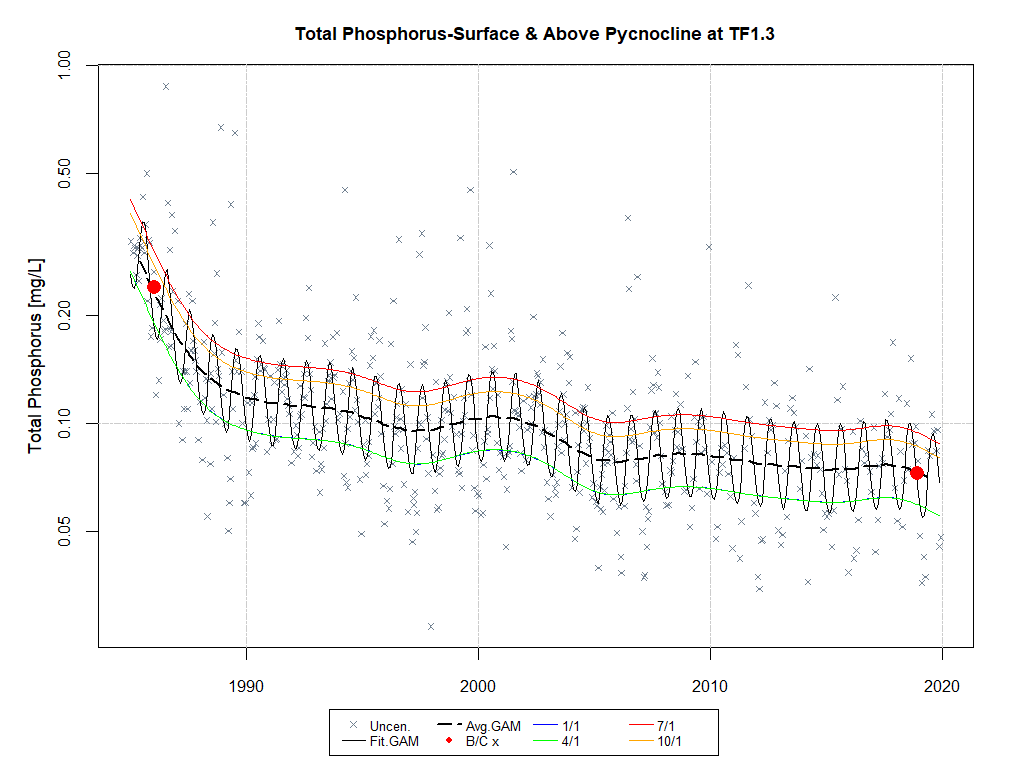 Total Phosphorus-Surface & Above Pycnocline at TF1.3
Total Phosphorus [mg/L]
1.00
0.50
0.20
0.10
0.05
1990 2000 2010 2020
Uncen. Avg.GAM 1/1 7/1
Fit.GAM B/C x 4/1 10/1